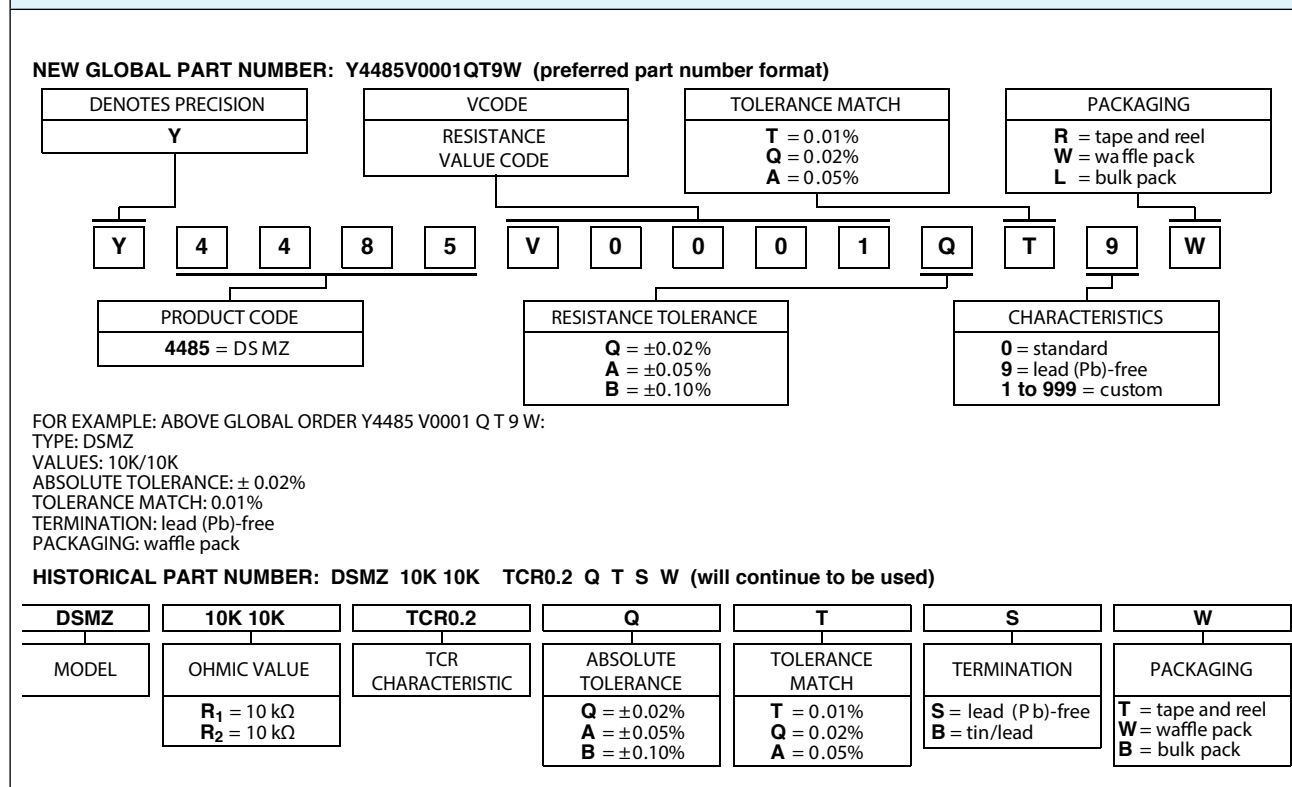 NEW GLOBAL PART NUMBER: Y4485V0001QT9W (preferred part number format)
DENOTES PRECISION
Y
VCODE
RESISTANCE
VALUE CODE
TOLERANCE MATCH
T = 0.01%
Q = 0.02%
A = 0.05%
PACKAGING
R = tape and reel
W = waffle pack
L = bulk pack
Y 4 4 8 5 V 0 0 0 1 Q T 9 W
PRODUCT CODE
4485 = DSMZ
RESISTANCE TOLERANCE
Q = ±0.02%
A = ±0.05%
B = ±0.10%
CHARACTERISTICS
0 = standard
9 = lead (Pb)-free
1 to 999 = custom
FOR EXAMPLE: ABOVE GLOBAL ORDER Y4485 V0001 Q T 9 W:
TYPE: DSMZ
VALUES: 10K/10K
ABSOLUTE TOLERANCE: ± 0.02%
TOLERANCE MATCH: 0.01%
TERMINATION: lead (Pb)-free
PACKAGING: waffle pack
HISTORICAL PART NUMBER: DSMZ 10K 10K TCR0.2 Q T S W (will continue to be used)
DSMZ
MODEL
10K 10K
OHMIC VALUE
R1 = 10 kΩ
R2 = 10 kΩ
TCR0.2
TCR
CHARACTERISTIC
Q
ABSOLUTE
TOLERANCE
Q = ±0.02%
A = ±0.05%
B = ±0.10%
T
TOLERANCE
MATCH
T = 0.01%
Q = 0.02%
A = 0.05%
S
TERMINATION
S = lead (Pb)-free
B = tin/lead
W
PACKAGING
T = tape and reel
W = waffle pack
B = bulk pack